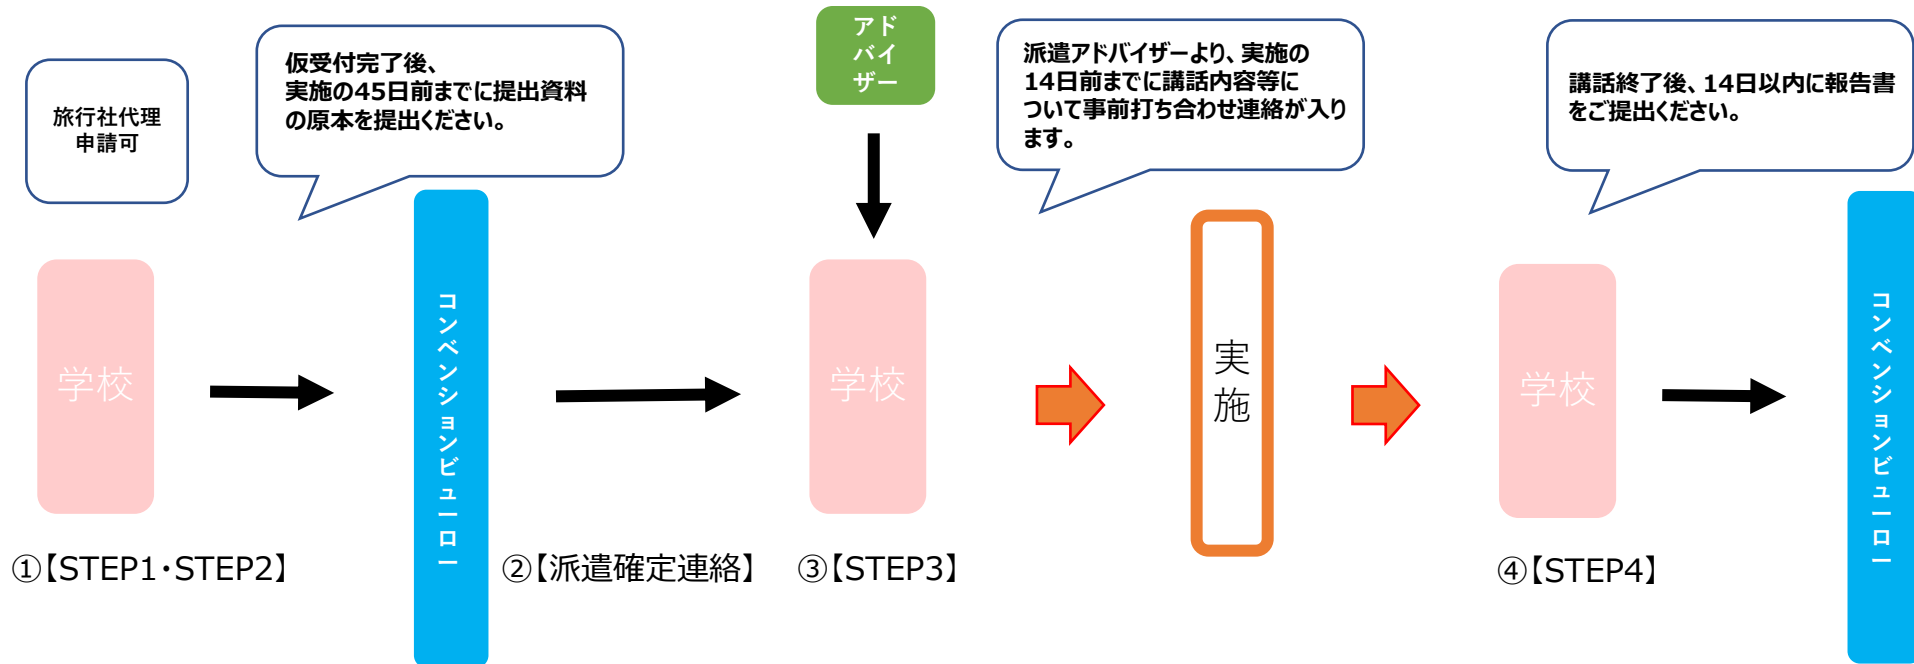 旅行社代理
申請可
仮受付完了後、
実施の45日前までに提出資料
の原本を提出ください。
アド
バイ
ザー
派遣アドバイザーより、実施の
14日前までに講話内容等に
ついて事前打ち合わせ連絡が入り
ます。
講話終了後、14日以内に報告書
をご提出ください。
学校
コンベンションビューロー
学校
実施
学校
コンベンションビューロー
①【STEP1・STEP2】
②【派遣確定連絡】
③【STEP3】
④【STEP4】